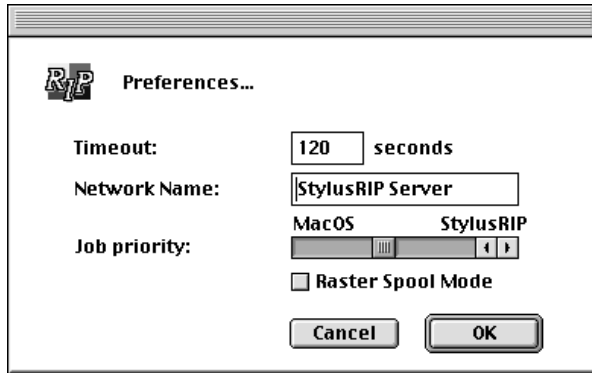 RIP Preferences...
Timeout: 120 seconds
Network Name: StylusRIP Server
MacOS StylusRIP
Job priority:
Raster Spool Mode
Cancel OK